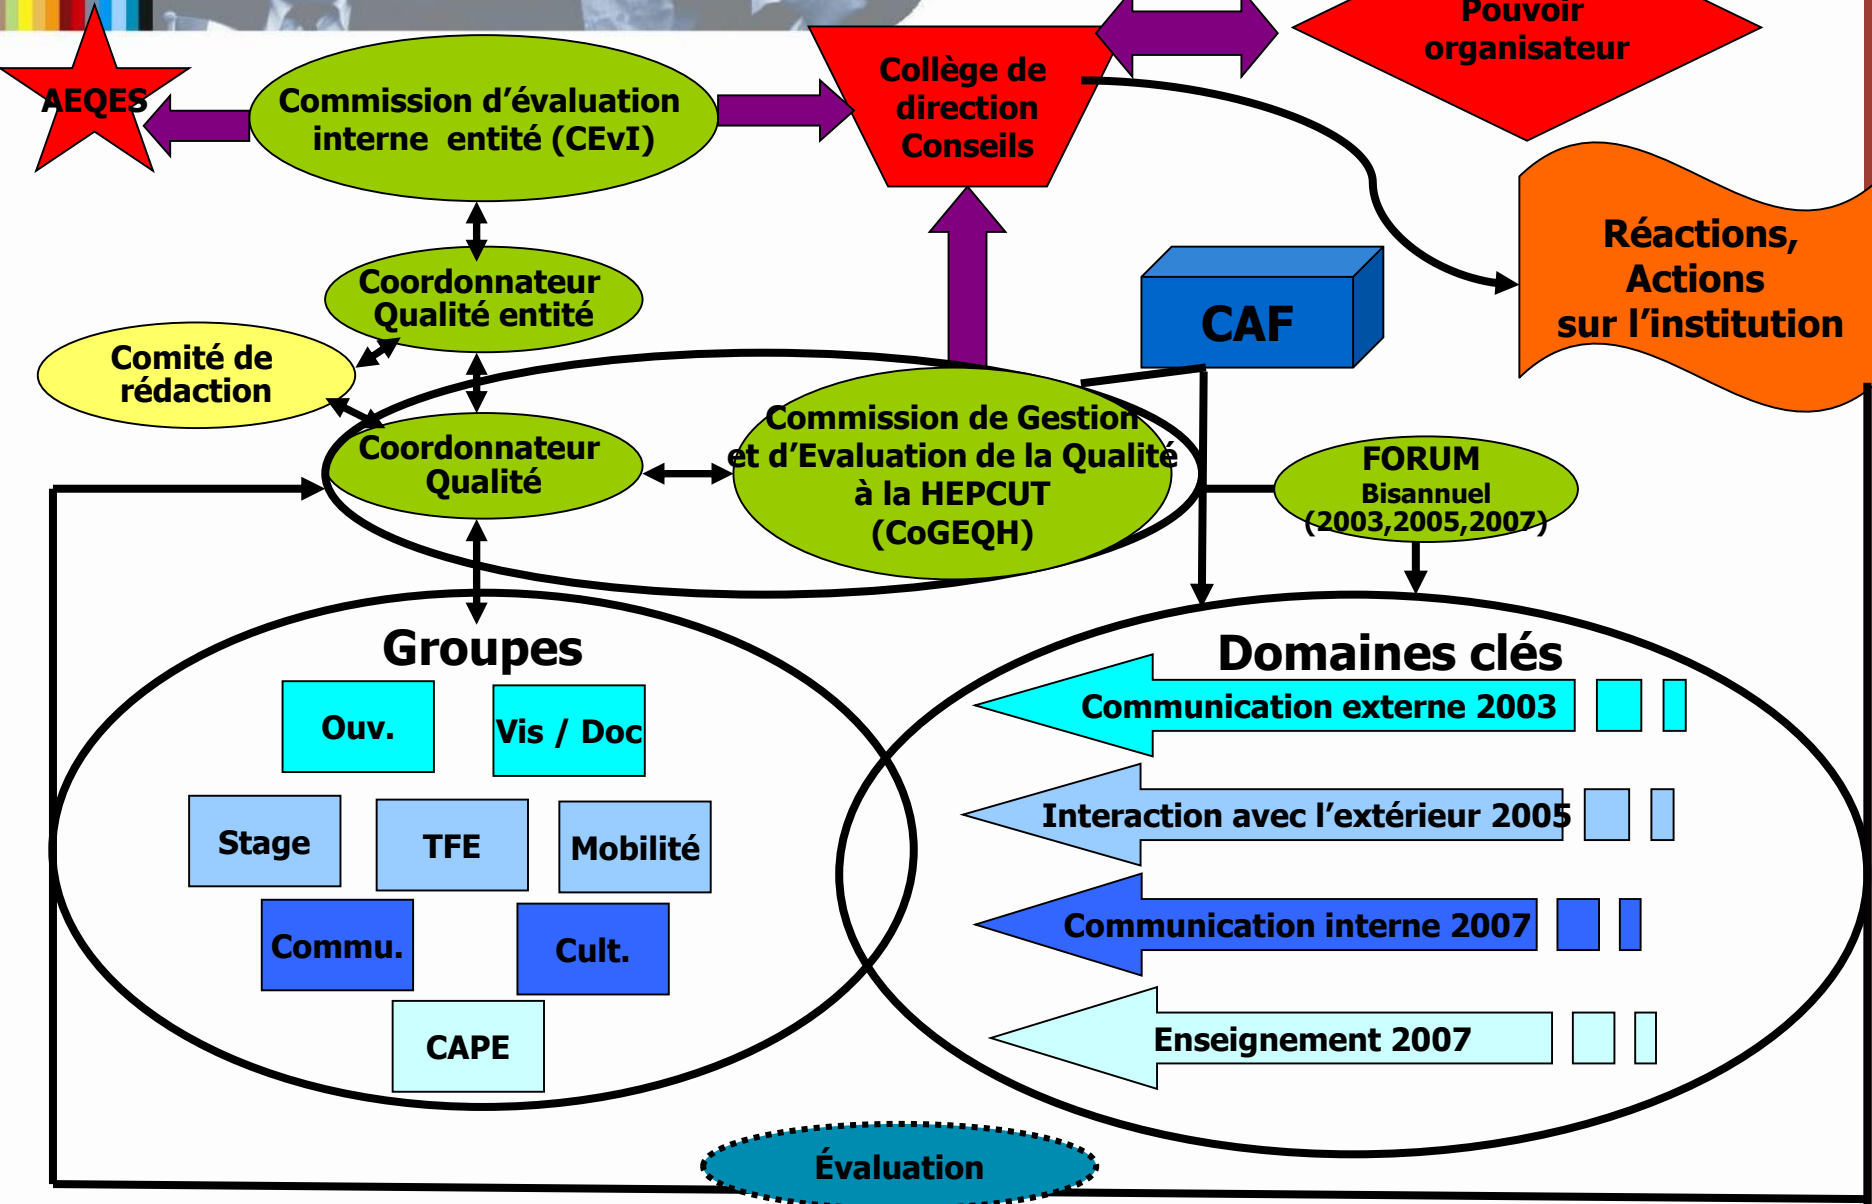 Pouvoir
organisateur
AEQES
Commission d'évaluation
interne entité (CEvI)
Collège de
direction
Conseils
Réactions,
Actions
sur l'institution
Coordonnateur
Qualité entité
CAF
Comité de
rédaction
Coordonnateur
Qualité
Commission de Gestion
et d'Evaluation de la Qualité
à la HEPCUT
(CoGEQH)
FORUM
Bisannuel
(2003,2005,2007)
Groupes
Ouv.
Vis / Doc
Stage
TFE
Mobilité
Commu.
Cult.
CAPE
Domaines clés
Communication externe 2003
Interaction avec l'extérieur 2005
Communication interne 2007
Enseignement 2007
Évaluation